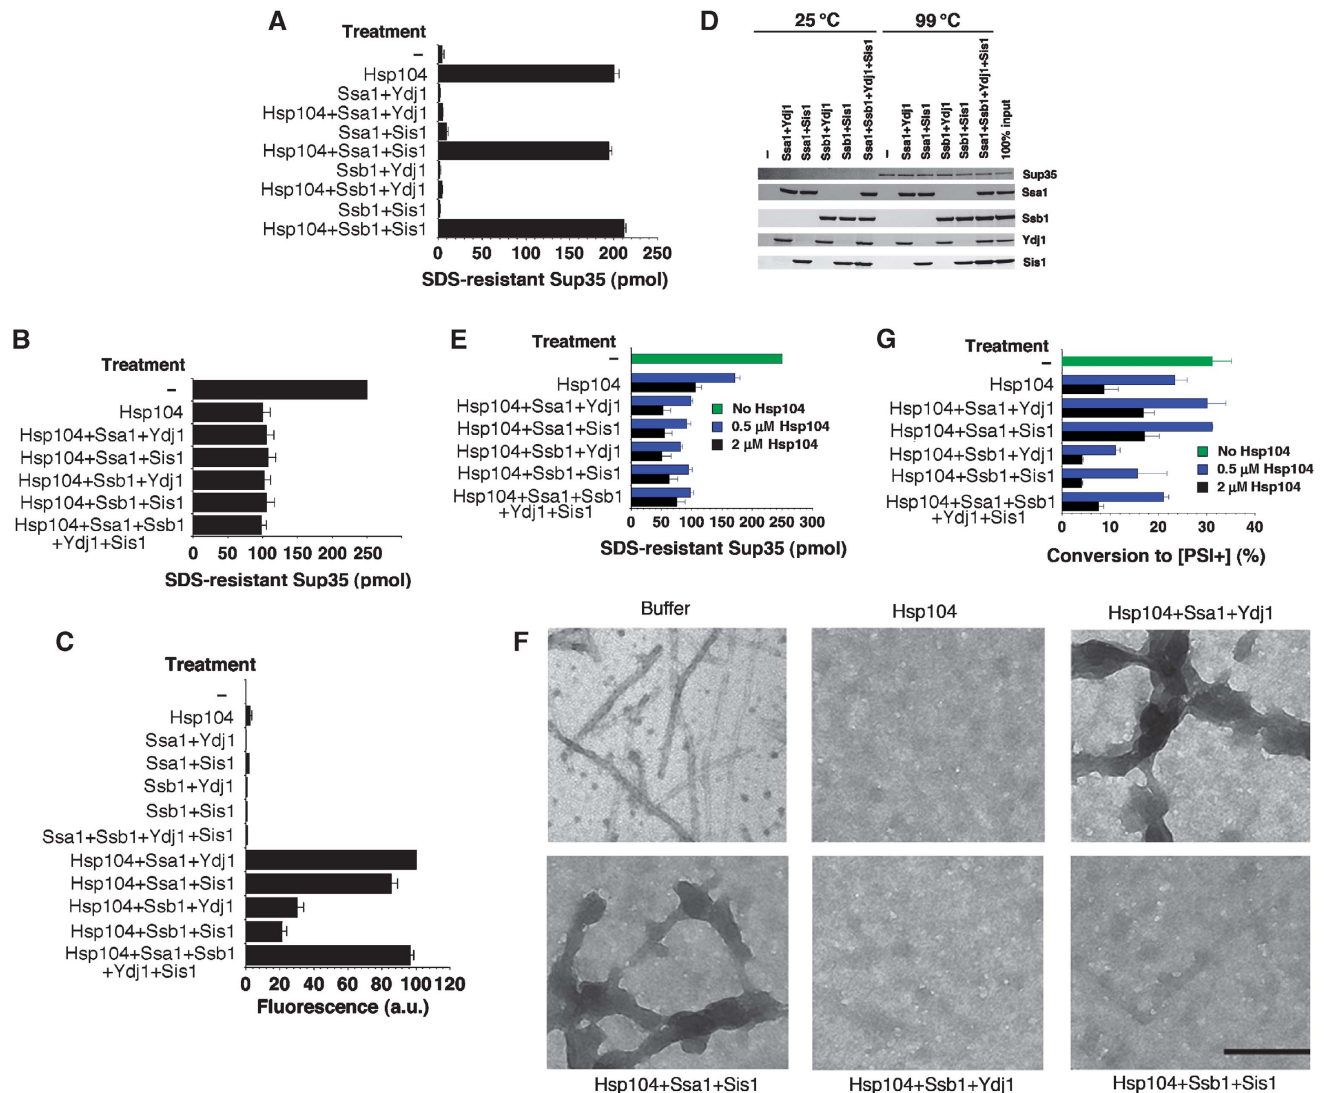 A
Treatment
–
Hsp104
Ssa1+Ydj1
Hsp104+Ssa1+Ydj1
Ssa1+Sis1
Hsp104+Ssa1+Sis1
Ssb1+Ydj1
Hsp104+Ssb1+Ydj1
Ssb1+Sis1
Hsp104+Ssb1+Sis1
0 50 100 150 200 250
SDS-resistant Sup35 (pmol)
D
25 °C 99 °C
– Ssa1+Ydj1 Ssa1+Sis1 Ssb1+Ydj1 Ssb1+Sis1 Ssa1+Ssb1+Ydj1+Sis1 – Ssa1+Ydj1 Ssa1+Sis1 Ssb1+Ydj1 Ssb1+Sis1 Ssa1+Ssb1+Ydj1+Sis1 100% input
Sup35
Ssa1
Ssb1
Ydj1
Sis1
B
Treatment
–
Hsp104
Hsp104+Ssa1+Ydj1
Hsp104+Ssa1+Sis1
Hsp104+Ssb1+Ydj1
Hsp104+Ssb1+Sis1
Hsp104+Ssa1+Ssb1
+Ydj1+Sis1
0 50 100 150 200 250
SDS-resistant Sup35 (pmol)
E
Treatment
–
Hsp104
Hsp104+Ssa1+Ydj1
Hsp104+Ssa1+Sis1
Hsp104+Ssb1+Ydj1
Hsp104+Ssb1+Sis1
Hsp104+Ssa1+Ssb1
+Ydj1+Sis1
No Hsp104
0.5 µM Hsp104
2 µM Hsp104
0 50 100 150 200 250 300
SDS-resistant Sup35 (pmol)
G
Treatment
–
Hsp104
Hsp104+Ssa1+Ydj1
Hsp104+Ssa1+Sis1
Hsp104+Ssb1+Ydj1
Hsp104+Ssb1+Sis1
Hsp104+Ssa1+Ssb1
+Ydj1+Sis1
No Hsp104
0.5 µM Hsp104
2 µM Hsp104
0 10 20 30 40
Conversion to [PSI+] (%)
C
Treatment
–
Hsp104
Ssa1+Ydj1
Ssa1+Sis1
Ssb1+Ydj1
Ssb1+Sis1
Ssa1+Ssb1+Ydj1+Sis1
Hsp104+Ssa1+Ydj1
Hsp104+Ssa1+Sis1
Hsp104+Ssb1+Ydj1
Hsp104+Ssb1+Sis1
Hsp104+Ssa1+Ssb1
+Ydj1+Sis1
0 20 40 60 80 100 120
Fluorescence (a.u.)
F
Buffer
Hsp104
Hsp104+Ssa1+Ydj1
Hsp104+Ssa1+Sis1
Hsp104+Ssb1+Ydj1
Hsp104+Ssb1+Sis1